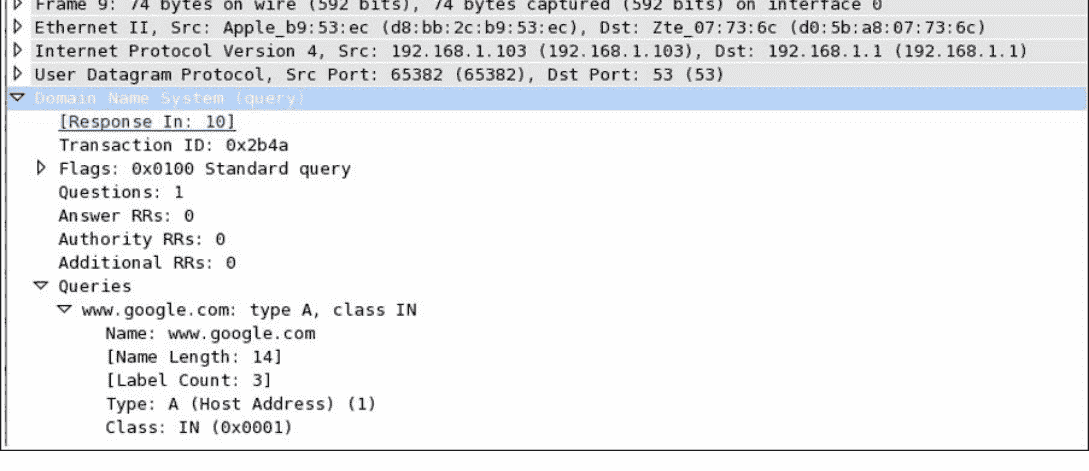 Frame 9: 74 bytes on wire (592 bits), 74 bytes captured (592 bits) on interface 0
Ethernet II, Src: Apple_b9:53:ec (d8:bb:2c:b9:53:ec), Dst: Zte_07:73:6c (d0:5b:a8:07:73:6c)
Internet Protocol Version 4, Src: 192.168.1.103 (192.168.1.103), Dst: 192.168.1.1 (192.168.1.1)
User Datagram Protocol, Src Port: 65382 (65382), Dst Port: 53 (53)
Domain Name System (query)
[Response In: 10]
Transaction ID: 0x2b4a
Flags: 0x0100 Standard query
Questions: 1
Answer RRs: 0
Authority RRs: 0
Additional RRs: 0
Queries
www.google.com: type A, class IN
Name: www.google.com
[Name Length: 14]
[Label Count: 3]
Type: A (Host Address) (1)
Class: IN (0x0001)